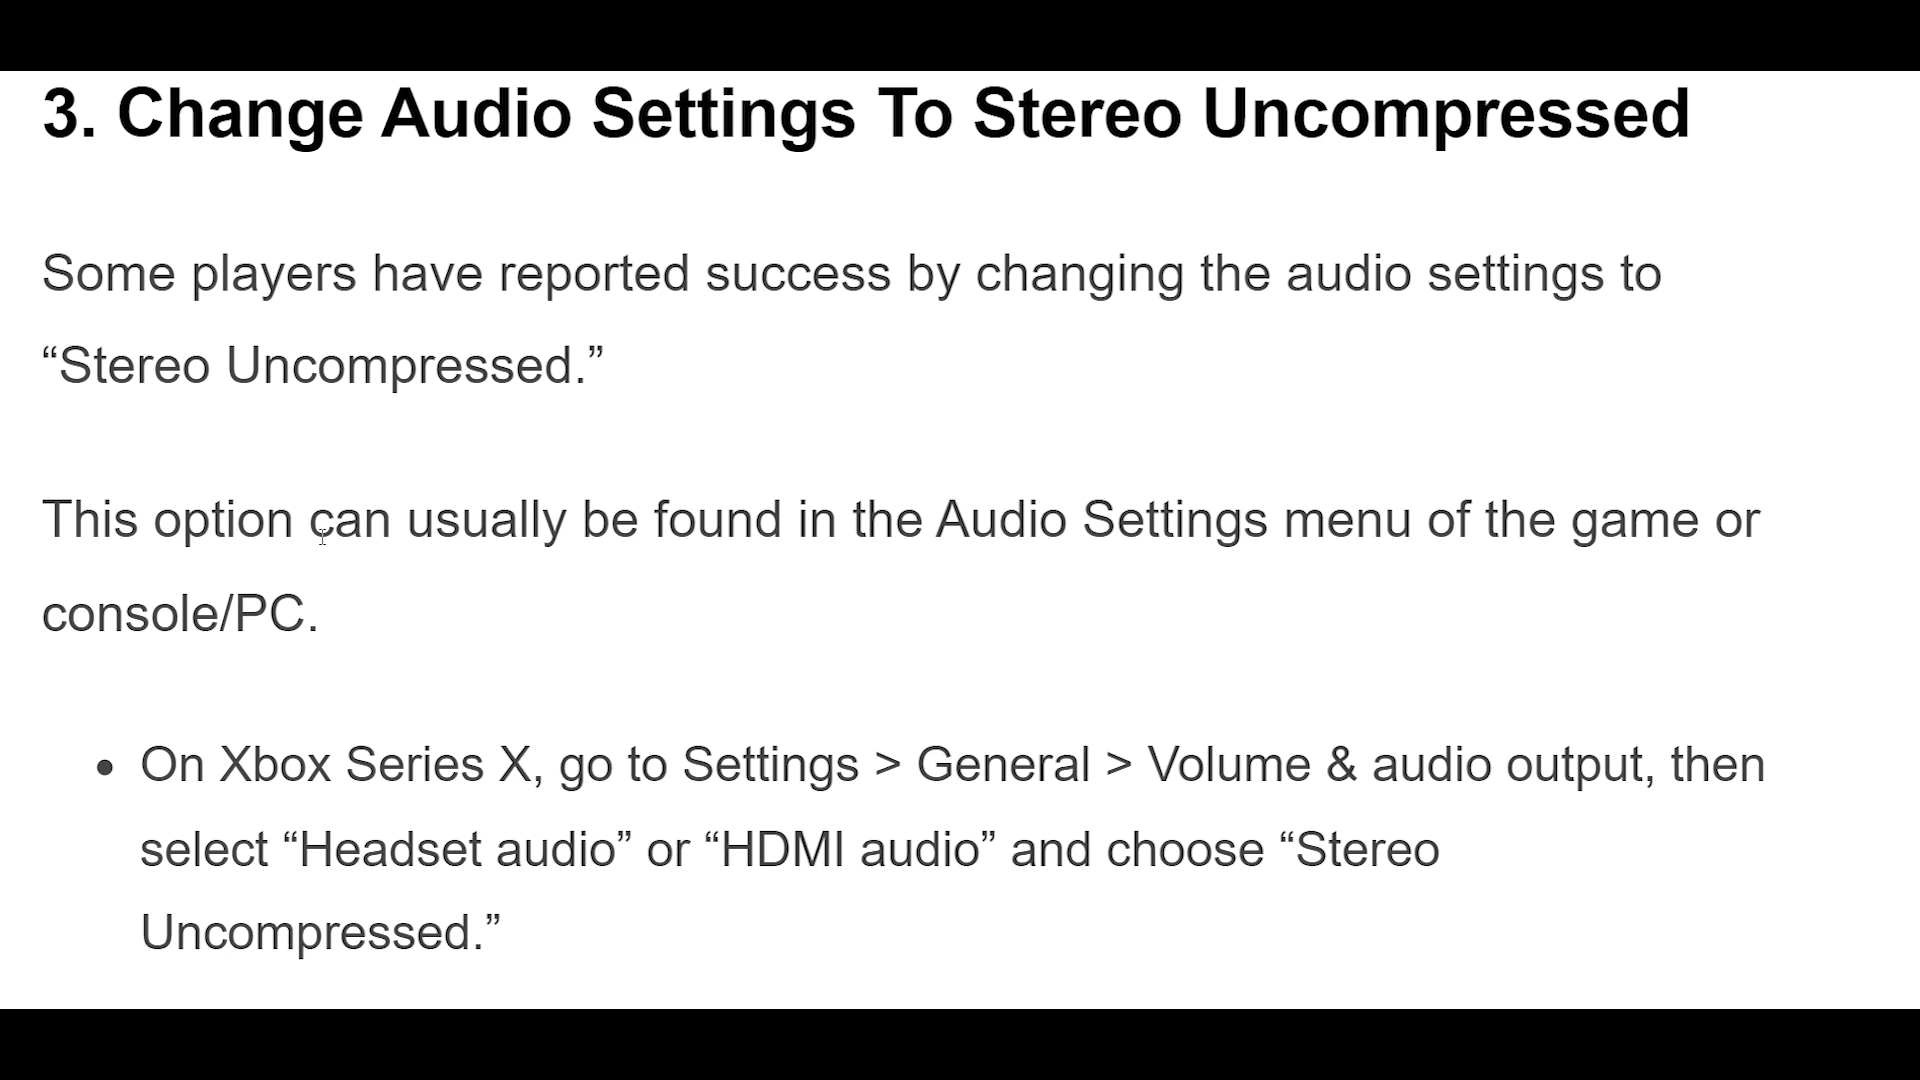 3. Change Audio Settings To Stereo Uncompressed
Some players have reported success by changing the audio settings to
“Stereo Uncompressed.”
This option can usually be found in the Audio Settings menu of the game or
console/PC.
• On Xbox Series X, go to Settings > General > Volume & audio output, then
select “Headset audio” or “HDMI audio” and choose “Stereo
Uncompressed.”